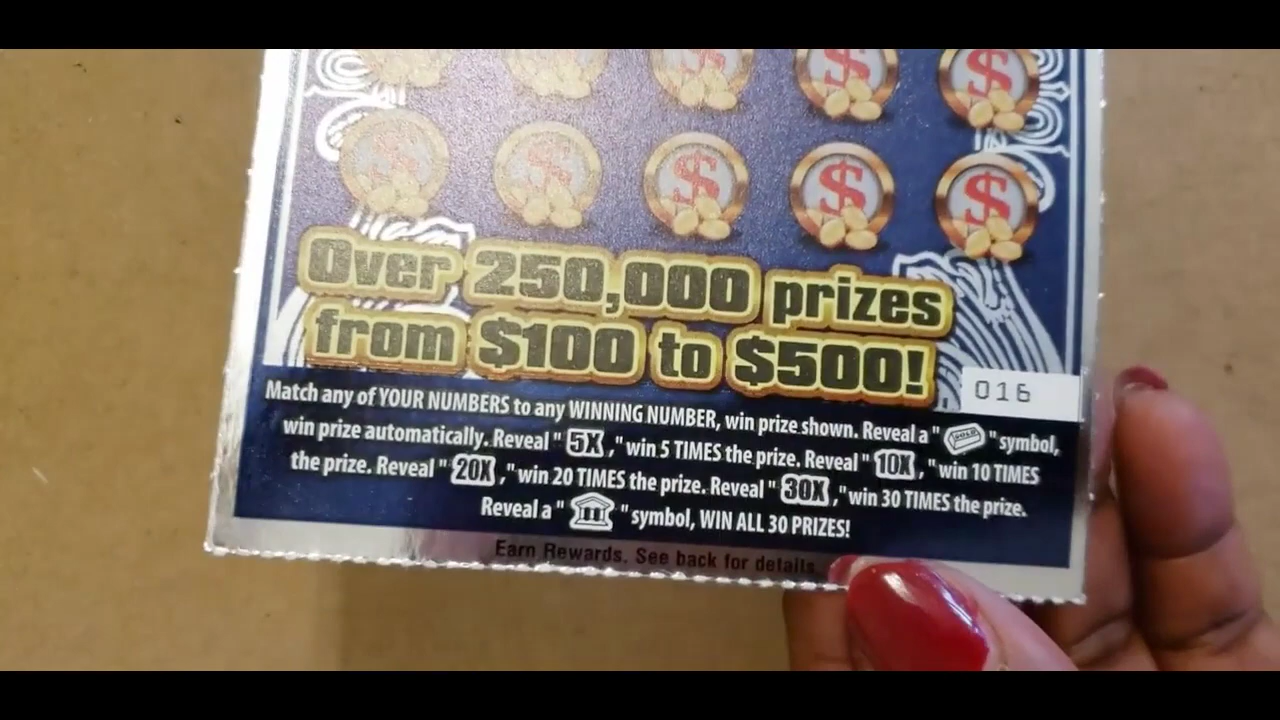 Over 250,000 prizes
from $100 to $500!
016
Match any of YOUR NUMBERS to any WINNING NUMBER, win prize shown. Reveal a " GOLD " symbol,
win prize automatically. Reveal " 5X ," win 5 TIMES the prize. Reveal " 10X ," win 10 TIMES
the prize. Reveal " 20X ," win 20 TIMES the prize. Reveal " 30X ," win 30 TIMES the prize.
Reveal a " " symbol, WIN ALL 30 PRIZES!
Earn Rewards. See back for details.